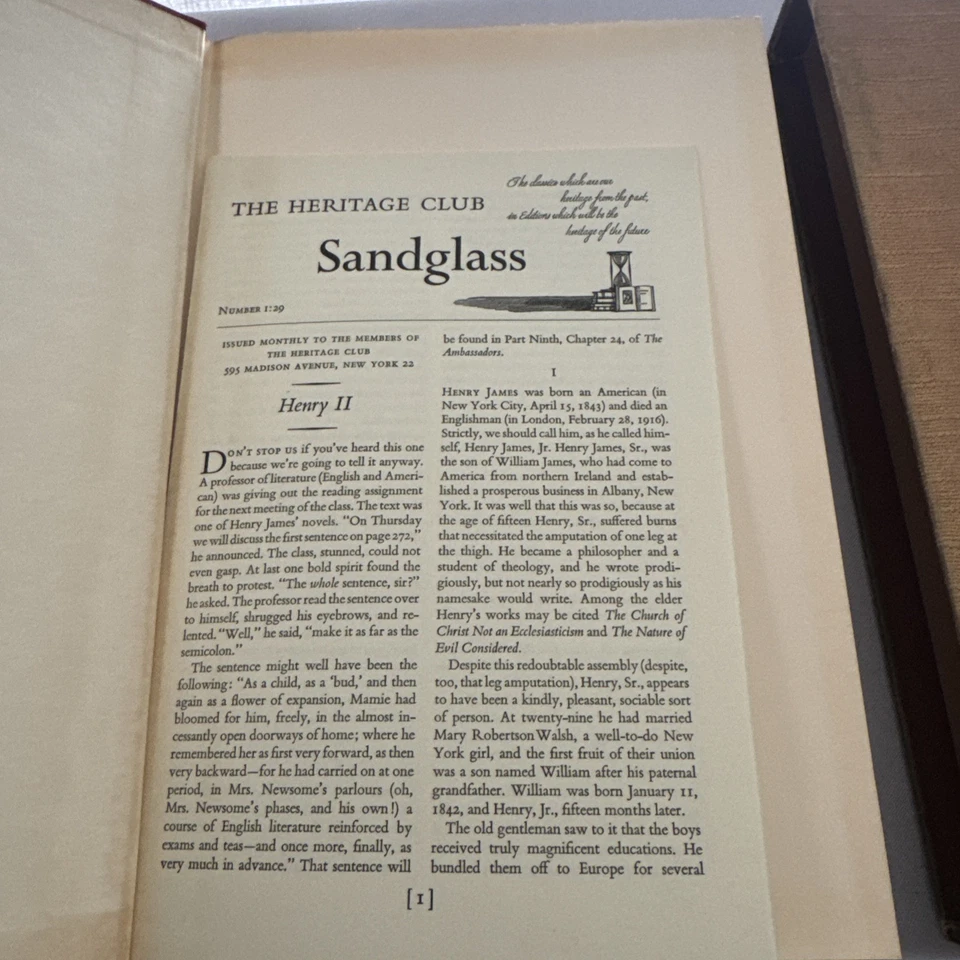 THE HERITAGE CLUB
The classics which are our
heritage from the past,
in Editions which will be the
heritage of the future
Sandglass
NUMBER I:29
ISSUED MONTHLY TO THE MEMBERS OF
THE HERITAGE CLUB
595 MADISON AVENUE, NEW YORK 22
Henry II
DON'T STOP US if you've heard this one
because we're going to tell it anyway.
A professor of literature (English and Ameri-
can) was giving out the reading assignment
for the next meeting of the class. The text was
one of Henry James' novels. "On Thursday
we will discuss the first sentence on page 272,"
he announced. The class, stunned, could not
even gasp. At last one bold spirit found the
breath to protest. "The whole sentence, sir?"
he asked. The professor read the sentence over
to himself, shrugged his eyebrows, and re-
lented. "Well," he said, "make it as far as the
semicolon."
The sentence might well have been the
following: "As a child, as a 'bud,' and then
again as a flower of expansion, Mamie had
bloomed for him, freely, in the almost in-
cessantly open doorways of home; where he
remembered her as first very forward, as then
very backward—for he had carried on at one
period, in Mrs. Newsome's parlours (oh,
Mrs. Newsome's phases, and his own!) a
course of English literature reinforced by
exams and teas—and once more, finally, as
very much in advance." That sentence will
be found in Part Ninth, Chapter 24, of The
Ambassadors.
I
HENRY JAMES was born an American (in
New York City, April 15, 1843) and died an
Englishman (in London, February 28, 1916).
Strictly, we should call him, as he called him-
self, Henry James, Jr. Henry James, Sr., was
the son of William James, who had come to
America from northern Ireland and estab-
lished a prosperous business in Albany, New
York. It was well that this was so, because at
the age of fifteen Henry, Sr., suffered burns
that necessitated the amputation of one leg at
the thigh. He became a philosopher and a
student of theology, and he wrote prodi-
giously, but not nearly so prodigiously as his
namesake would write. Among the elder
Henry's works may be cited The Church of
Christ Not an Ecclesiasticism and The Nature of
Evil Considered.
Despite this redoubtable assembly (despite,
too, that leg amputation), Henry, Sr., appears
to have been a kindly, pleasant, sociable sort
of person. At twenty-nine he had married
Mary Robertson Walsh, a well-to-do New
York girl, and the first fruit of their union
was a son named William after his paternal
grandfather. William was born January 11,
1842, and Henry, Jr., fifteen months later.
The old gentleman saw to it that the boys
received truly magnificent educations. He
bundled them off to Europe for several
[1]